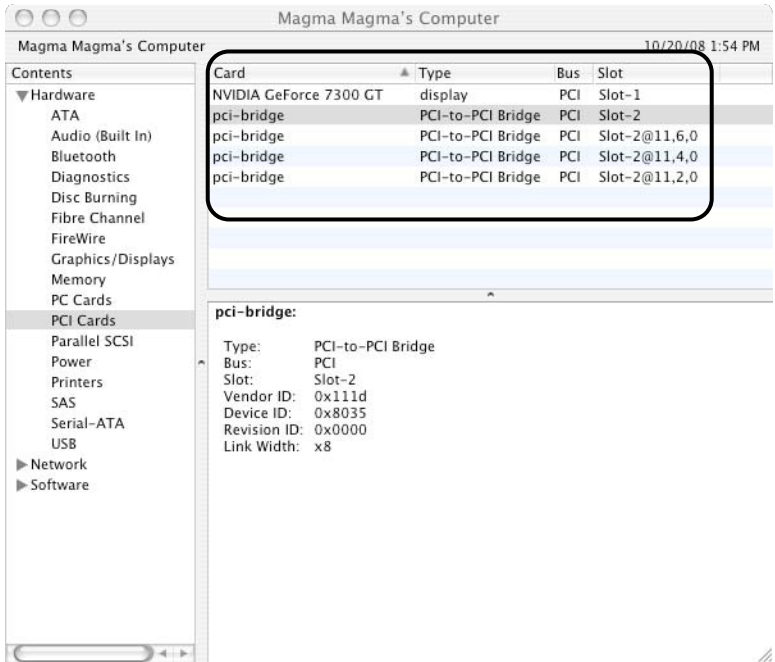 Magma Magma's Computer
Magma Magma's Computer 10/20/08 1:54 PM
Contents
Hardware
ATA
Audio (Built In)
Bluetooth
Diagnostics
Disc Burning
Fibre Channel
FireWire
Graphics/Displays
Memory
PC Cards
PCI Cards
Parallel SCSI
Power
Printers
SAS
Serial-ATA
USB
Network
Software
Card Type Bus Slot
NVIDIA GeForce 7300 GT display PCI Slot-1
pci-bridge PCI-to-PCI Bridge PCI Slot-2
pci-bridge PCI-to-PCI Bridge PCI Slot-2@11,6,0
pci-bridge PCI-to-PCI Bridge PCI Slot-2@11,4,0
pci-bridge PCI-to-PCI Bridge PCI Slot-2@11,2,0
pci-bridge:
Type: PCI-to-PCI Bridge
Bus: PCI
Slot: Slot-2
Vendor ID: 0x111d
Device ID: 0x8035
Revision ID: 0x0000
Link Width: x8